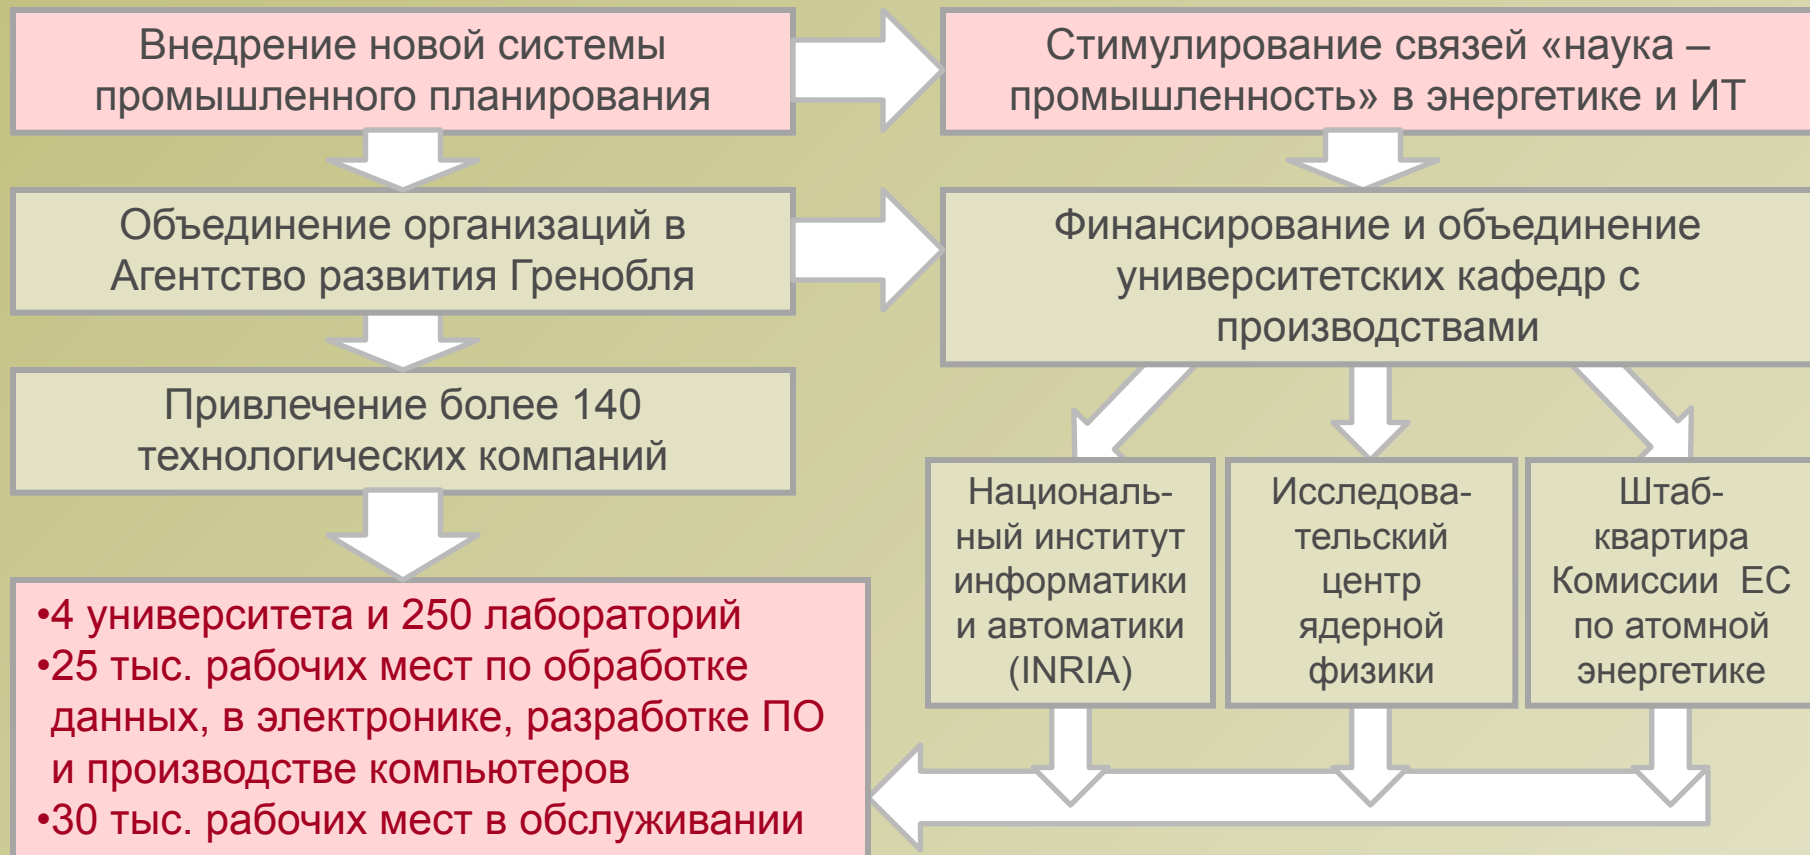 Внедрение новой системы
промышленного планирования
Стимулирование связей «наука –
промышленность» в энергетике и ИТ
Объединение организаций в
Агентство развития Гренобля
Финансирование и объединение
университетских кафедр с
производствами
Привлечение более 140
технологических компаний
Националь-
ный институт
информатики
и автоматики
(INRIA)
Исследова-
тельский
центр
ядерной
физики
Штаб-
квартира
Комиссии ЕС
по атомной
энергетике
•4 университета и 250 лабораторий
•25 тыс. рабочих мест по обработке
данных, в электронике, разработке ПО
и производстве компьютеров
•30 тыс. рабочих мест в обслуживании